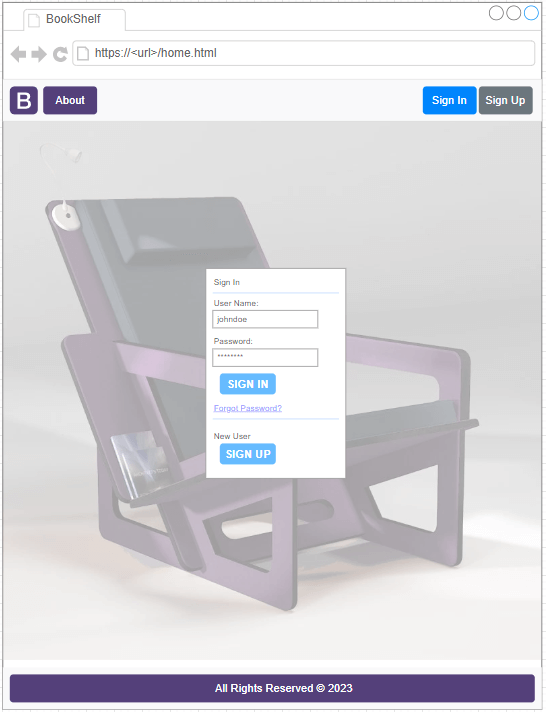 BookShelf
https://<url>/home.html
B
About
Sign In
Sign Up
Sign In
User Name:
johndoe
Password:
********
SIGN IN
Forgot Password?
New User
SIGN UP
All Rights Reserved © 2023